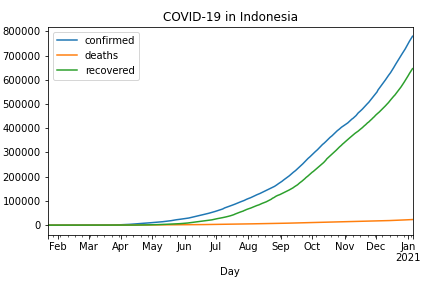 COVID-19 in Indonesia
confirmed
deaths
recovered
800000
700000
600000
500000
400000
300000
200000
100000
0
Feb Mar Apr May Jun Jul Aug Sep Oct Nov Dec Jan
2021
Day